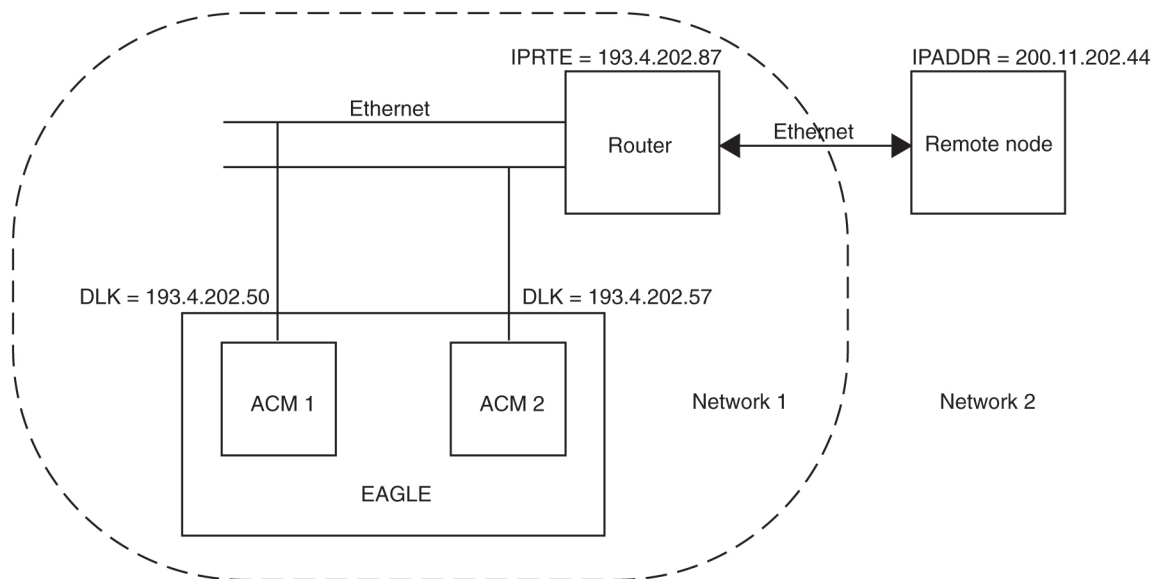 IPRTE = 193.4.202.87
IPADDR = 200.11.202.44
Ethernet
Router
Ethernet
Remote node
DLK = 193.4.202.50
DLK = 193.4.202.57
ACM 1
ACM 2
Network 1
Network 2
EAGLE